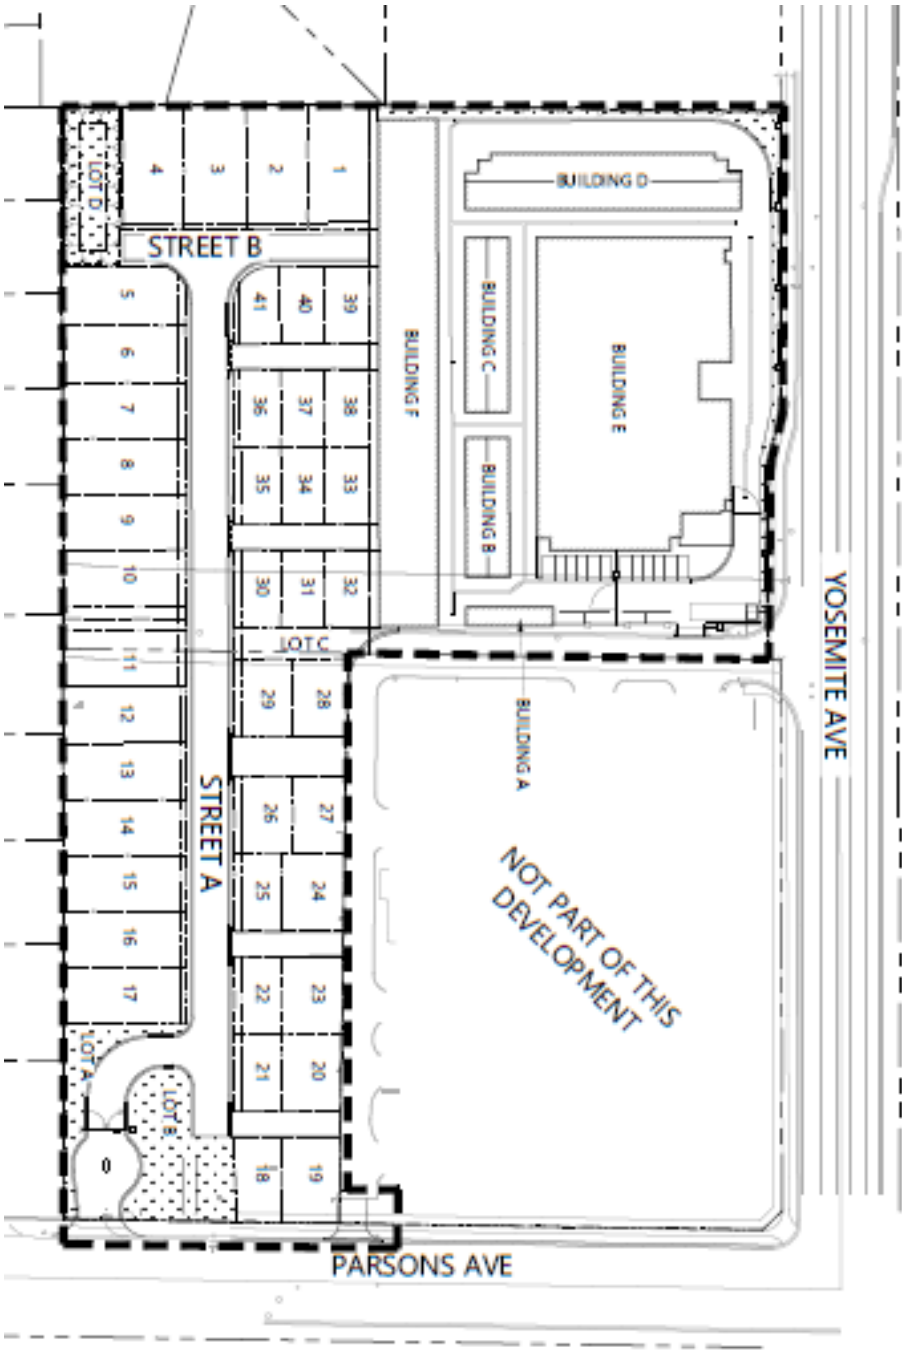 LOT D
4
3
2
1
BUILDING D
STREET B
5
41
40
39
BUILDING C
6
BUILDING F
BUILDING E
7
36
37
38
8
35
34
33
BUILDING B
9
10
30
31
32
YOSEMITE AVE
LOT C
11
29
28
12
BUILDING A
13
STREET A
26
27
14
15
25
24
NOT PART OF THIS
DEVELOPMENT
16
17
22
23
LOT A
21
20
LOT B
18
19
PARSONS AVE